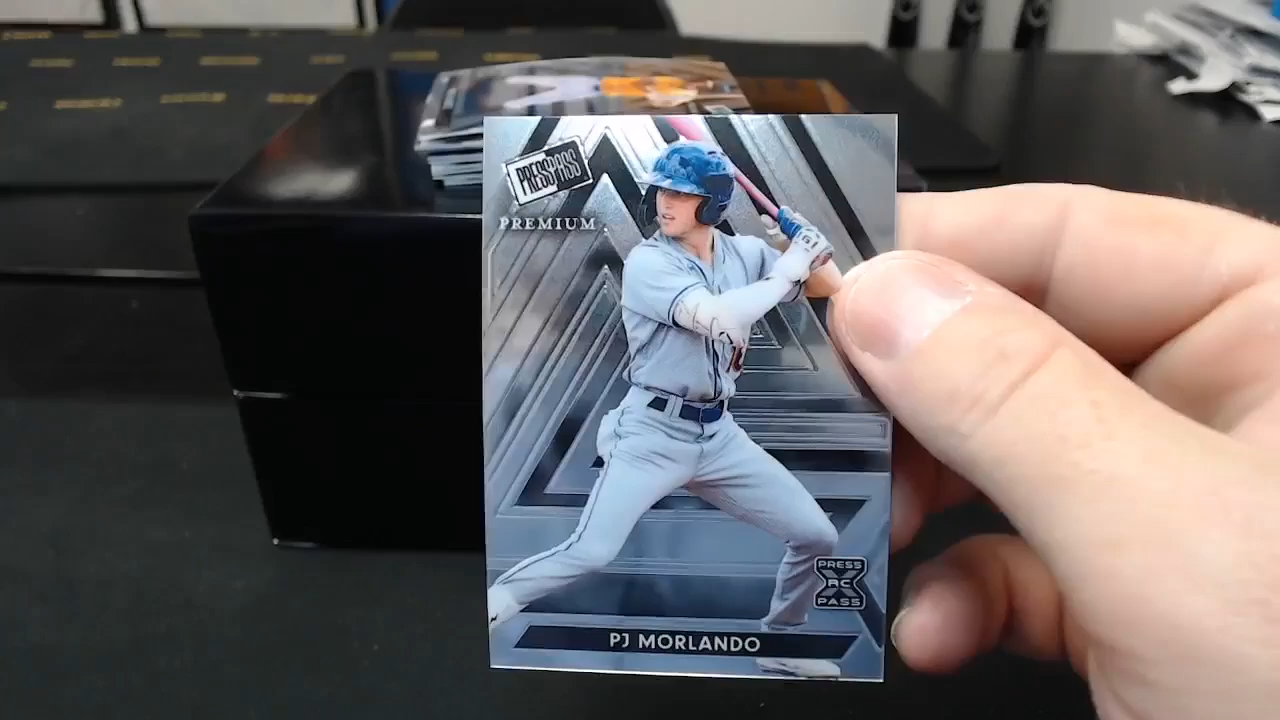 PRESS PASS
PREMIUM
PRESS
RC
PASS
PJ MORLANDO